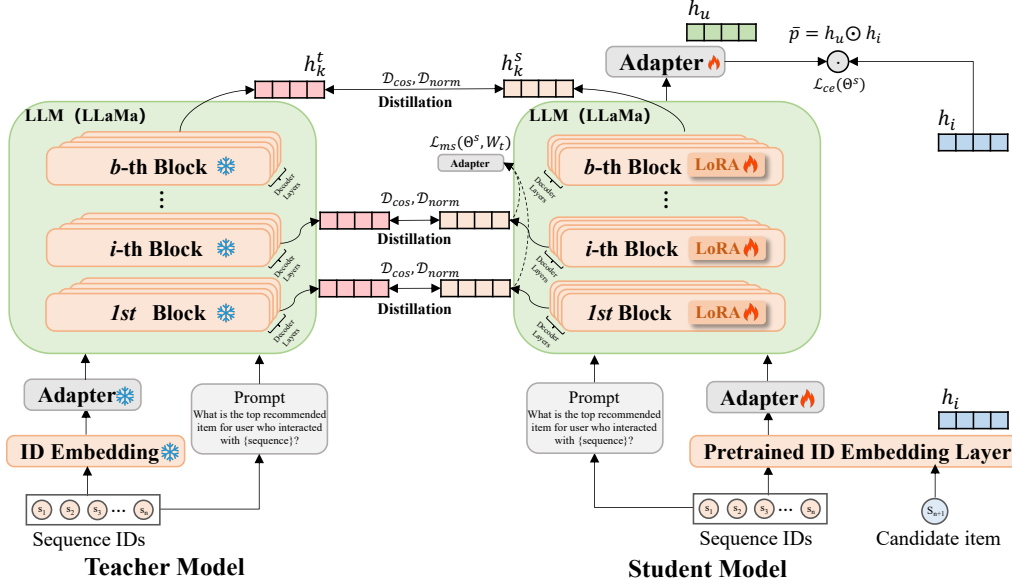 h_u
p̄ = h_u ⊙ h_i
h_k^t
h_k^s
Adapter
𝒟_cos, 𝒟_norm
Distillation
ℒ_ce(Θ^s)
LLM (LLaMa)
LLM (LLaMa)
h_i
ℒ_ms(Θ^s, W_t)
Adapter
b-th Block
Decoder Layers
b-th Block
LoRA
Decoder Layers
𝒟_cos, 𝒟_norm
Distillation
i-th Block
Decoder Layers
i-th Block
LoRA
Decoder Layers
𝒟_cos, 𝒟_norm
Distillation
1st Block
Decoder Layers
1st Block
LoRA
Decoder Layers
Adapter
Prompt
What is the top recommended
item for user who interacted
with {sequence}?
Prompt
What is the top recommended
item for user who interacted
with {sequence}?
Adapter
h_i
ID Embedding
Pretrained ID Embedding Layer
s_1 s_2 s_3 ⋯ s_n
s_1 s_2 s_3 ⋯ s_n
s_{n+1}
Sequence IDs
Sequence IDs
Candidate item
Teacher Model
Student Model